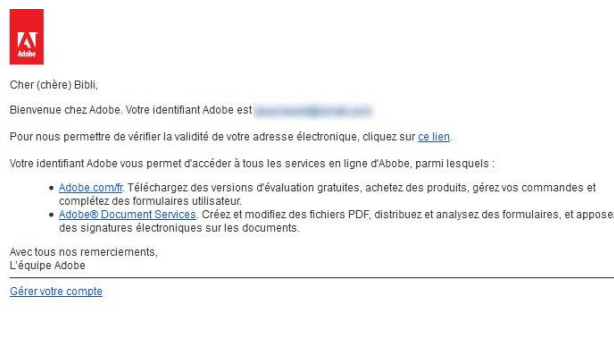 Adobe
Cher (chère) Bibli,
Bienvenue chez Adobe. Votre identifiant Adobe est
Pour nous permettre de vérifier la validité de votre adresse électronique, cliquez sur ce lien.
Votre identifiant Adobe vous permet d'accéder à tous les services en ligne d'Abobe, parmi lesquels :
• Adobe.com/fr. Téléchargez des versions d'évaluation gratuites, achetez des produits, gérez vos commandes et
complétez des formulaires utilisateur.
• Adobe® Document Services. Créez et modifiez des fichiers PDF, distribuez et analysez des formulaires, et appose
des signatures électroniques sur les documents.
Avec tous nos remerciements,
L'équipe Adobe
Gérer votre compte